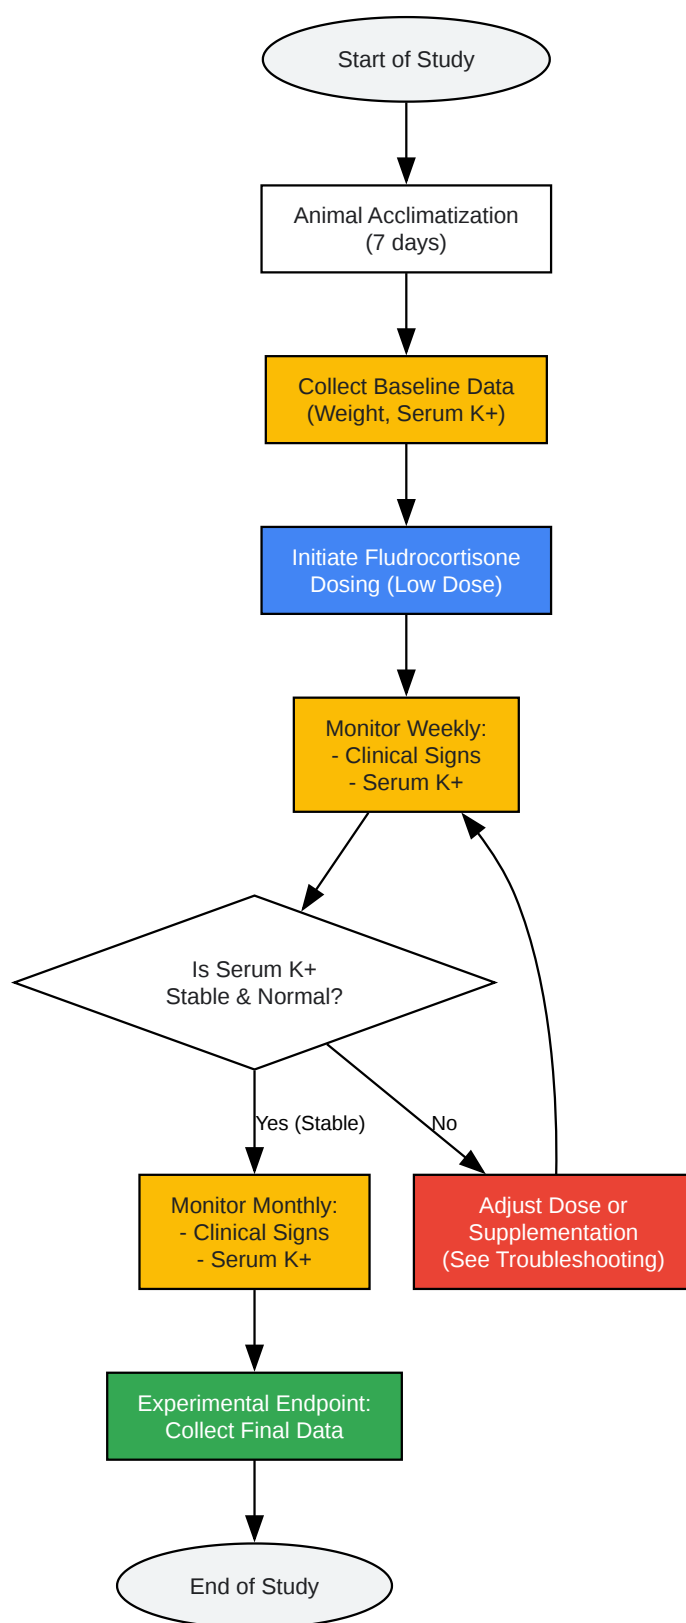 Start of Study
Animal Acclimatization
(7 days)
Collect Baseline Data
(Weight, Serum K+)
Initiate Fludrocortisone
Dosing (Low Dose)
Monitor Weekly:
- Clinical Signs
- Serum K+
Is Serum K+
Stable & Normal?
Yes (Stable)
No
Monitor Monthly:
- Clinical Signs
- Serum K+
Adjust Dose or
Supplementation
(See Troubleshooting)
Experimental Endpoint:
Collect Final Data
End of Study